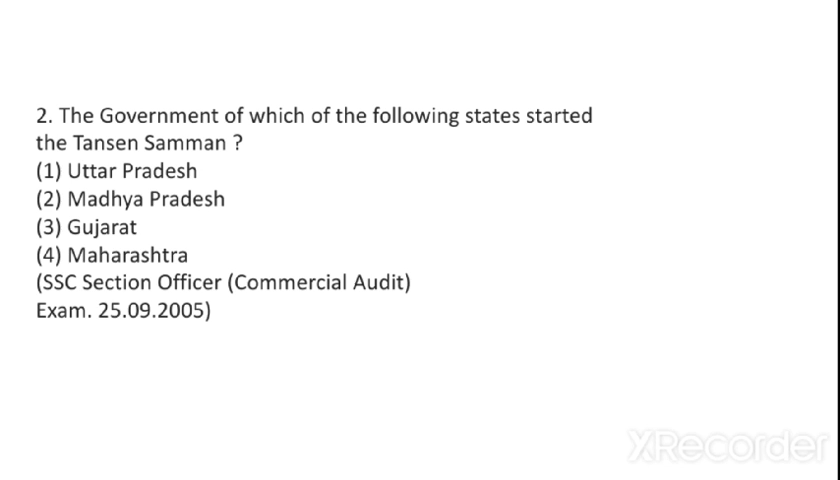 2. The Government of which of the following states started
the Tansen Samman ?
(1) Uttar Pradesh
(2) Madhya Pradesh
(3) Gujarat
(4) Maharashtra
(SSC Section Officer (Commercial Audit)
Exam. 25.09.2005)
XRecorder